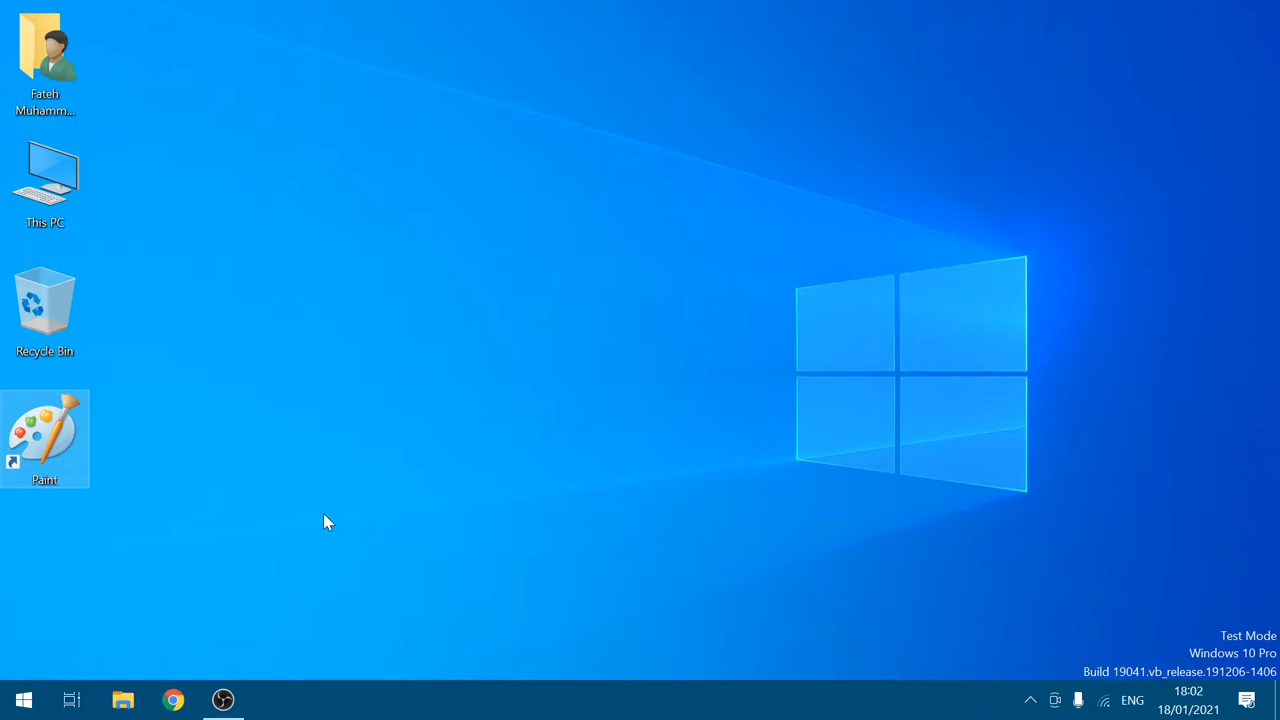 Fateh
Muhamm...
This PC
Recycle Bin
Paint
Test Mode
Windows 10 Pro
Build 19041.vb_release.191206-1406
ENG
18:02
18/01/2021